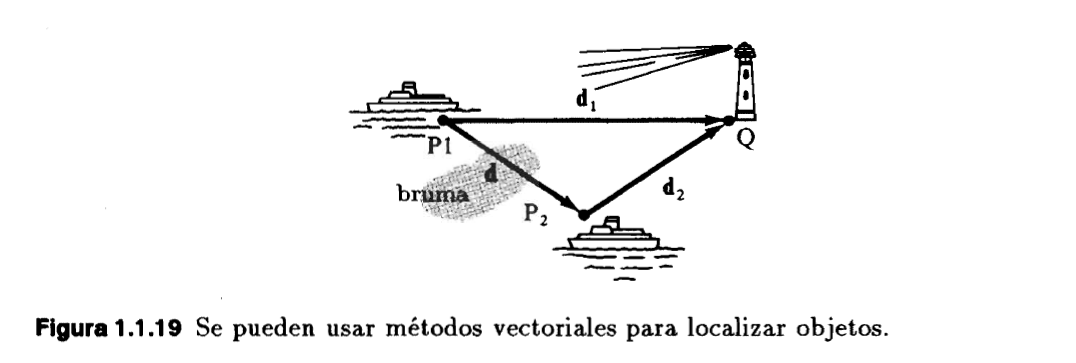 d₁
P1
Q
d
bruma
d₂
P₂
Figura 1.1.19 Se pueden usar métodos vectoriales para localizar objetos.